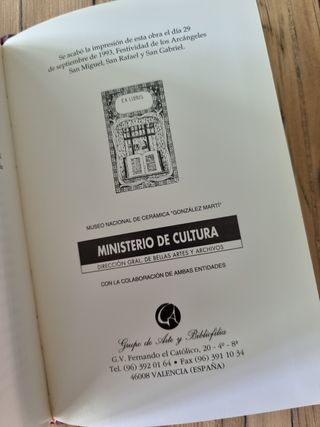 Se acabó la impresión de esta obra el día 29
de septiembre de 1993, Festividad de los Arcángeles
San Miguel, San Rafael y San Gabriel.
EX LIBRIS
MUSEO NACIONAL DE CERÁMICA "GONZÁLEZ MARTÍ"
MINISTERIO DE CULTURA
DIRECCIÓN GRAL. DE BELLAS ARTES Y ARCHIVOS
CON LA COLABORACIÓN DE AMBAS ENTIDADES
Grupo de Arte y Bibliofilia
G.V. Fernando el Católico, 20 - 4º - 8ª
Tel. (96) 392 01 64 • Fax (96) 391 10 34
46008 VALENCIA (ESPAÑA)